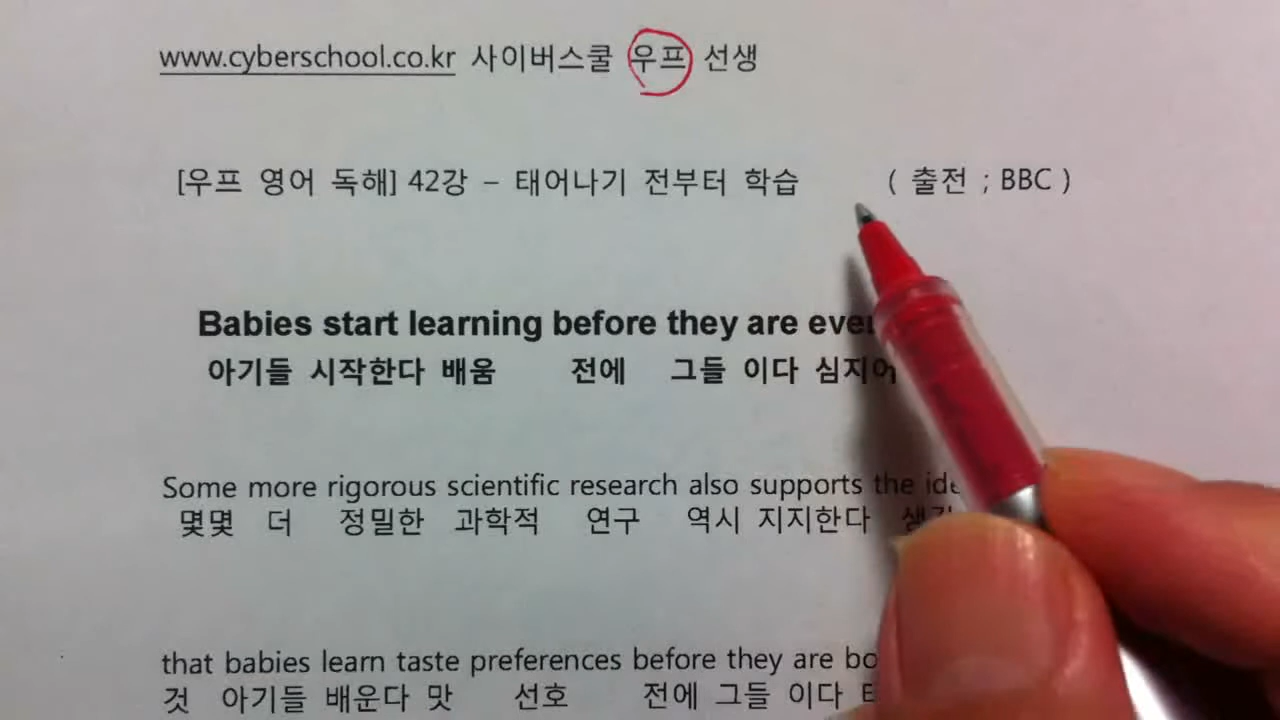 www.cyberschool.co.kr 사이버스쿨 우프 선생
[우프 영어 독해] 42강 – 태어나기 전부터 학습 ( 출전 ; BBC )
Babies start learning before they are
아기들 시작한다 배움 전에 그들 이다 심지어
Some more rigorous scientific research also supports the
몇몇 더 정밀한 과학적 연구 역시 지지한다
that babies learn taste preferences before they are
것 아기들 배운다 맛 선호 전에 그들 이다